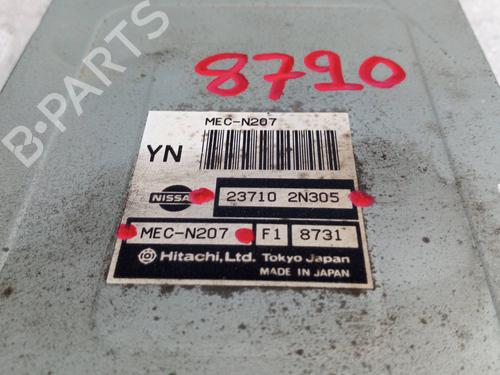 B-PARTS
8790
MEC-N207
YN
NISSAN
23710 2N305
MEC-N207 F1 8731
Hitachi, Ltd. Tokyo Japan
MADE IN JAPAN